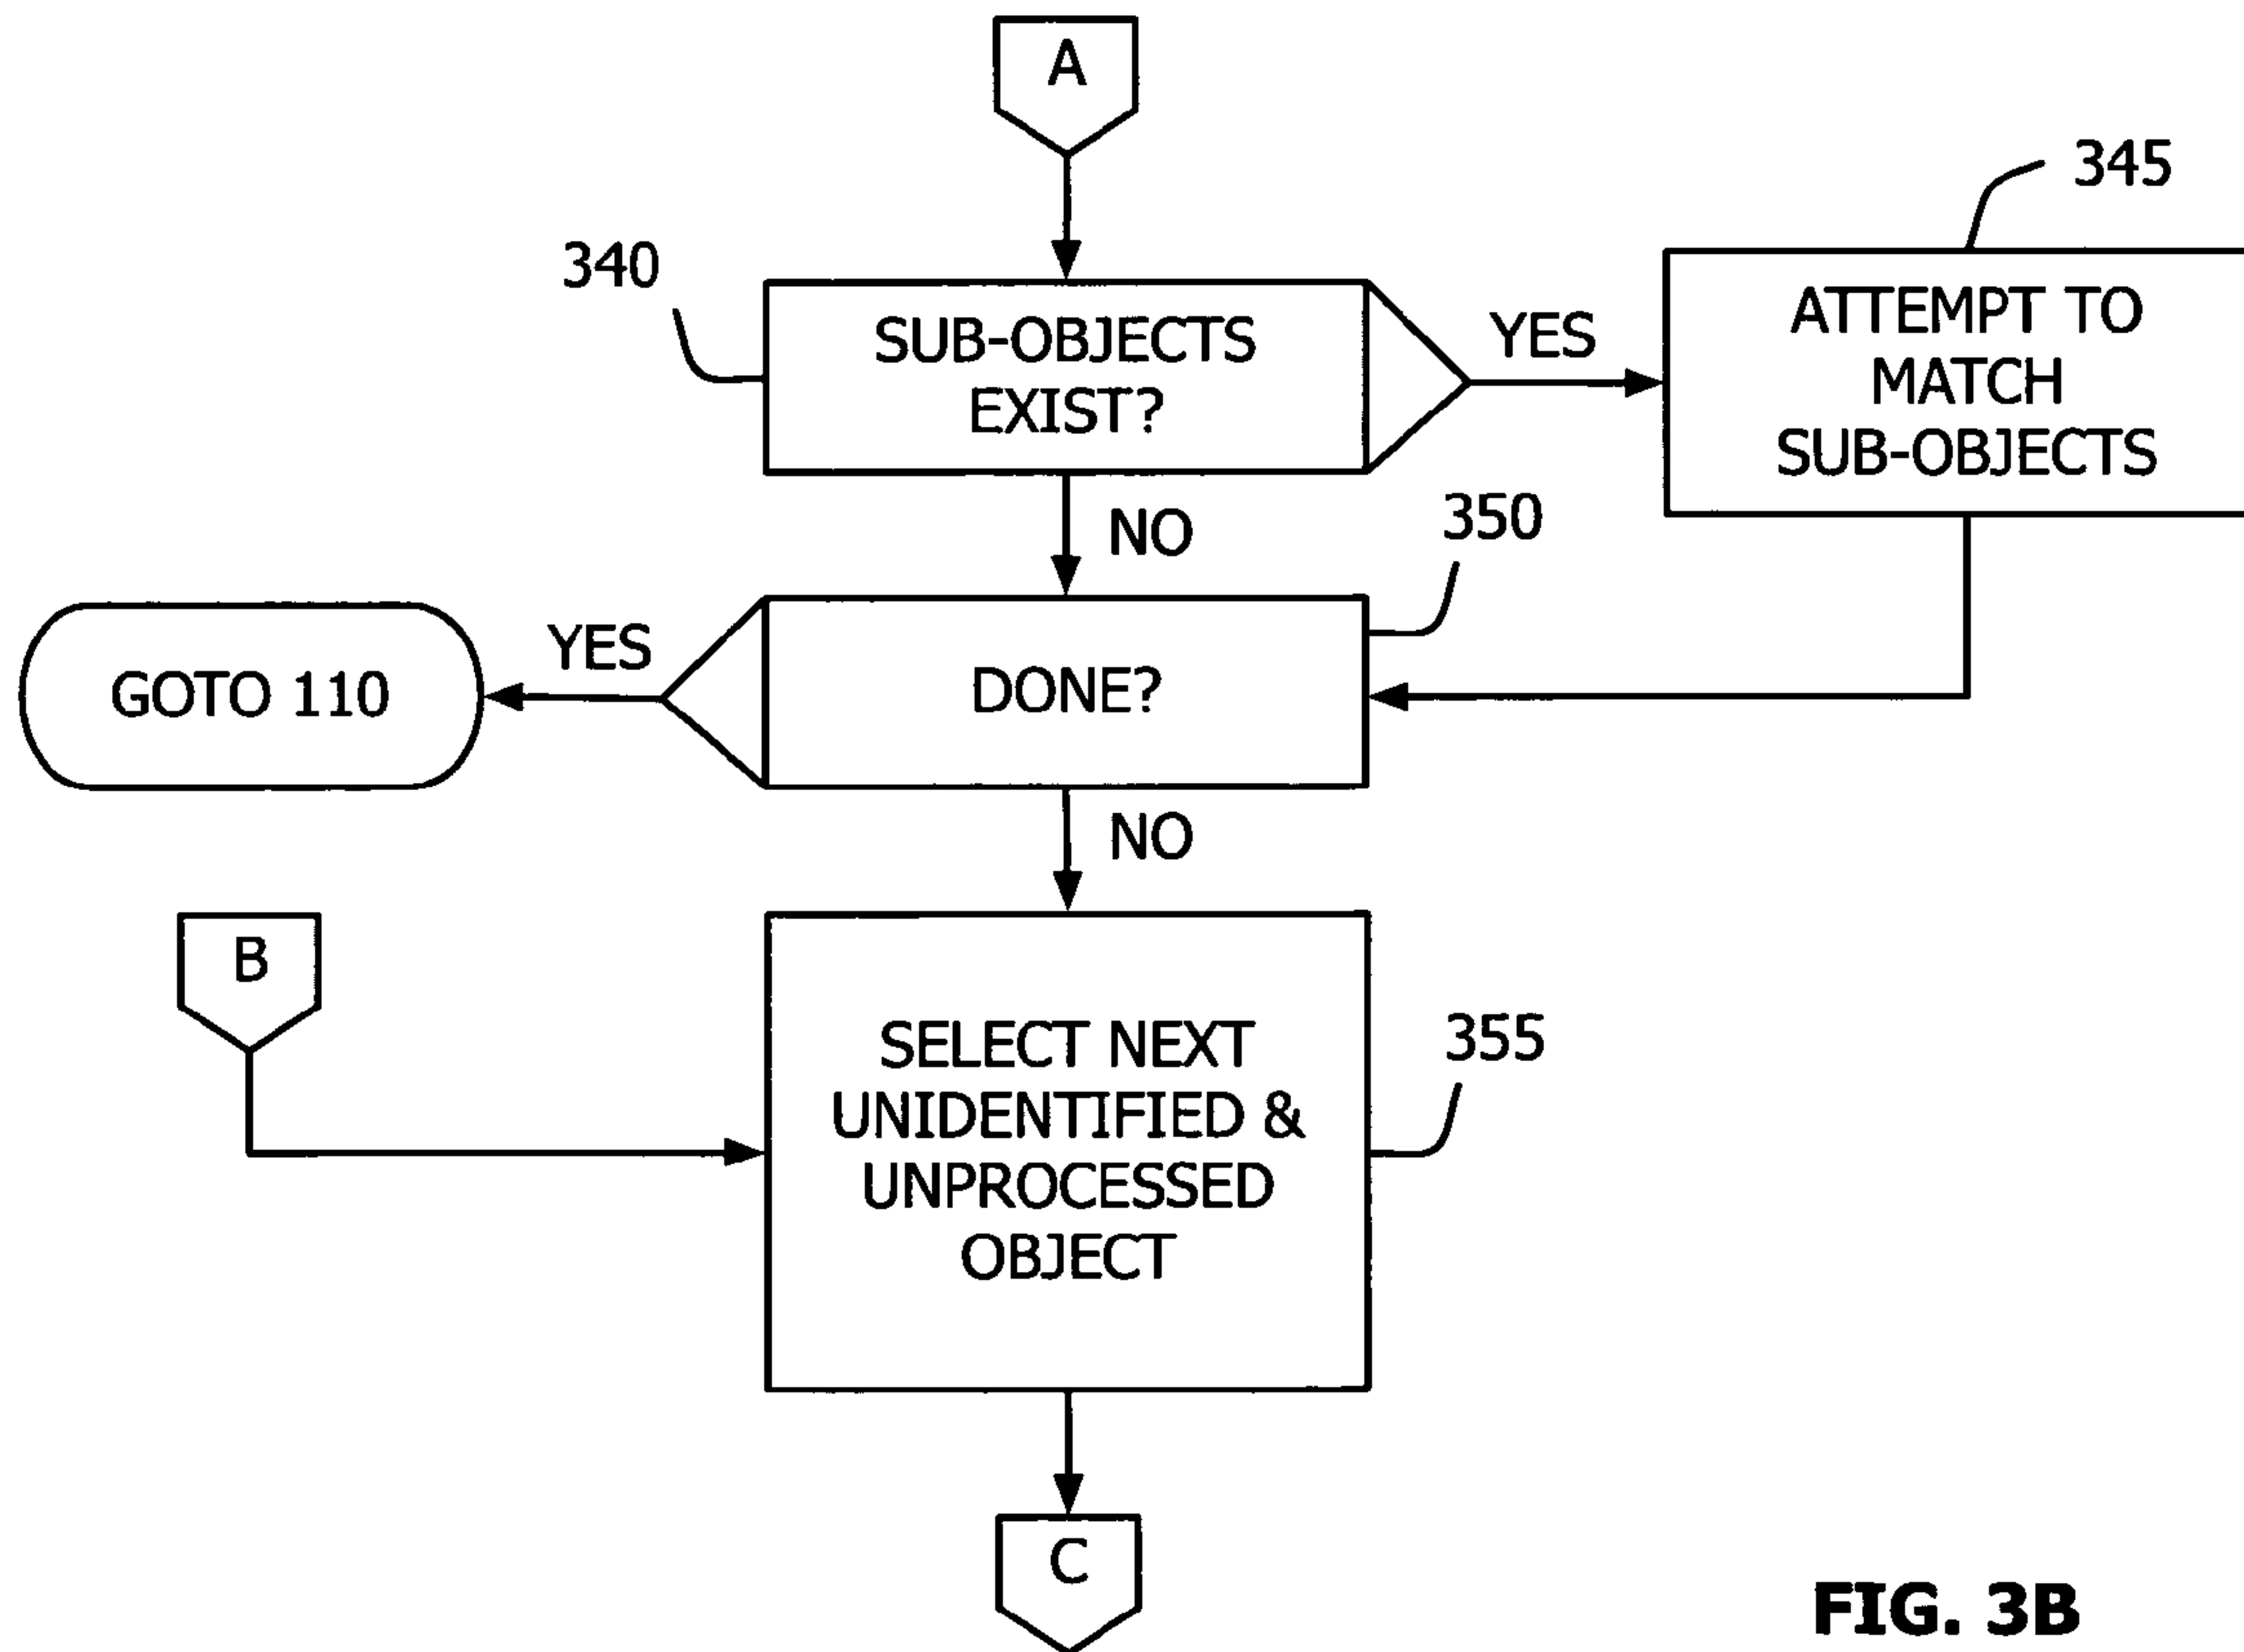 A
345
340
SUB-OBJECTS
EXIST?
YES
ATTEMPT TO
MATCH
SUB-OBJECTS
NO
350
YES
GOTO 110
DONE?
NO
B
SELECT NEXT
UNIDENTIFIED &
UNPROCESSED
OBJECT
355
C
FIG. 3B